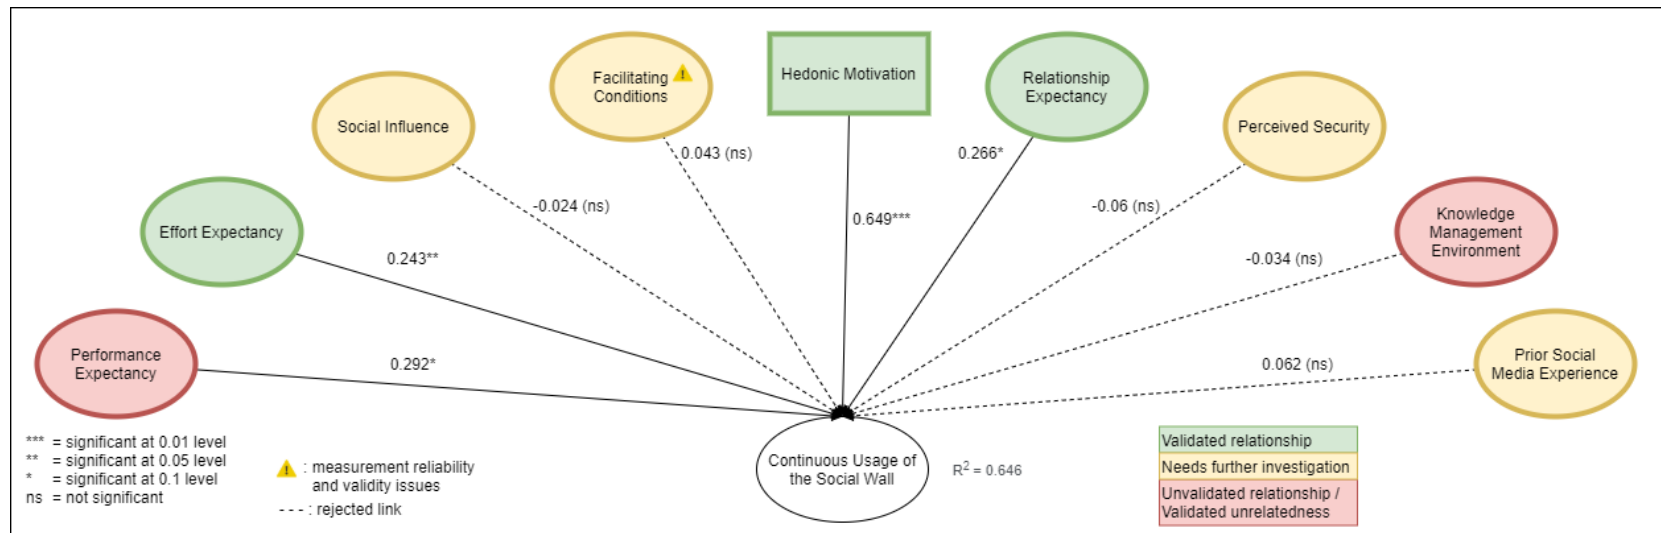 Facilitating
Conditions
Hedonic Motivation
Relationship
Expectancy
Social Influence
Perceived Security
0.043 (ns)
0.266*
-0.024 (ns)
-0.06 (ns)
0.649***
Effort Expectancy
Knowledge
Management
Environment
0.243**
-0.034 (ns)
Performance
Expectancy
0.292*
0.062 (ns)
Prior Social
Media Experience
*** = significant at 0.01 level
** = significant at 0.05 level
* = significant at 0.1 level
ns = not significant
! : measurement reliability
and validity issues
- - - : rejected link
Continuous Usage of
the Social Wall
R² = 0.646
Validated relationship
Needs further investigation
Unvalidated relationship /
Validated unrelatedness